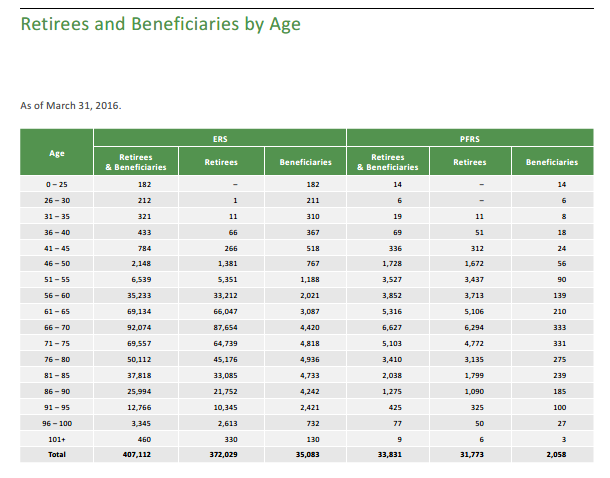 Retirees and Beneficiaries by Age
As of March 31, 2016.
Age ERS PFRS
Retirees & Beneficiaries Retirees Beneficiaries Retirees & Beneficiaries Retirees Beneficiaries
0 – 25 182 – 182 14 – 14
26 – 30 212 1 211 6 – 6
31 – 35 321 11 310 19 11 8
36 – 40 433 66 367 69 51 18
41 – 45 784 266 518 336 312 24
46 – 50 2,148 1,381 767 1,728 1,672 56
51 – 55 6,539 5,351 1,188 3,527 3,437 90
56 – 60 35,233 33,212 2,021 3,852 3,713 139
61 – 65 69,134 66,047 3,087 5,316 5,106 210
66 – 70 92,074 87,654 4,420 6,627 6,294 333
71 – 75 69,557 64,739 4,818 5,103 4,772 331
76 – 80 50,112 45,176 4,936 3,410 3,135 275
81 – 85 37,818 33,085 4,733 2,038 1,799 239
86 – 90 25,994 21,752 4,242 1,275 1,090 185
91 – 95 12,766 10,345 2,421 425 325 100
96 – 100 3,345 2,613 732 77 50 27
101+ 460 330 130 9 6 3
Total 407,112 372,029 35,083 33,831 31,773 2,058